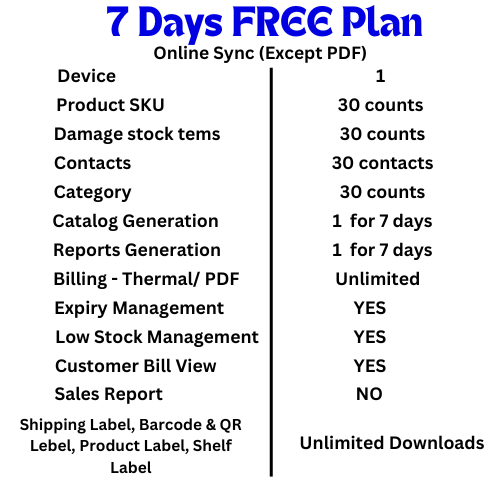 7 Days FREE Plan
Online Sync (Except PDF)
Device 1
Product SKU 30 counts
Damage stock tems 30 counts
Contacts 30 contacts
Category 30 counts
Catalog Generation 1 for 7 days
Reports Generation 1 for 7 days
Billing - Thermal/ PDF Unlimited
Expiry Management YES
Low Stock Management YES
Customer Bill View YES
Sales Report NO
Shipping Label, Barcode & QR
Lebel, Product Label, Shelf
Label
Unlimited Downloads